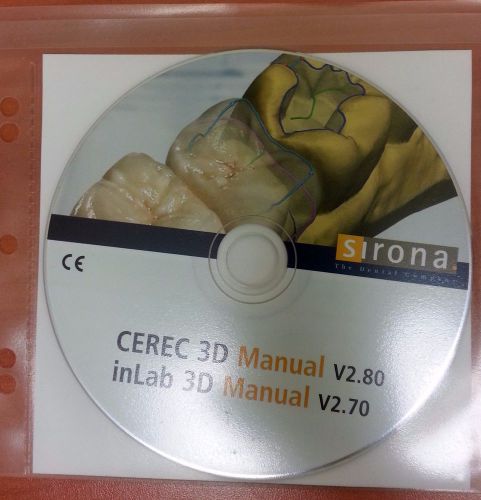 sirona.
The Dental Company
CE
CEREC 3D Manual V2.80
inLab 3D Manual V2.70